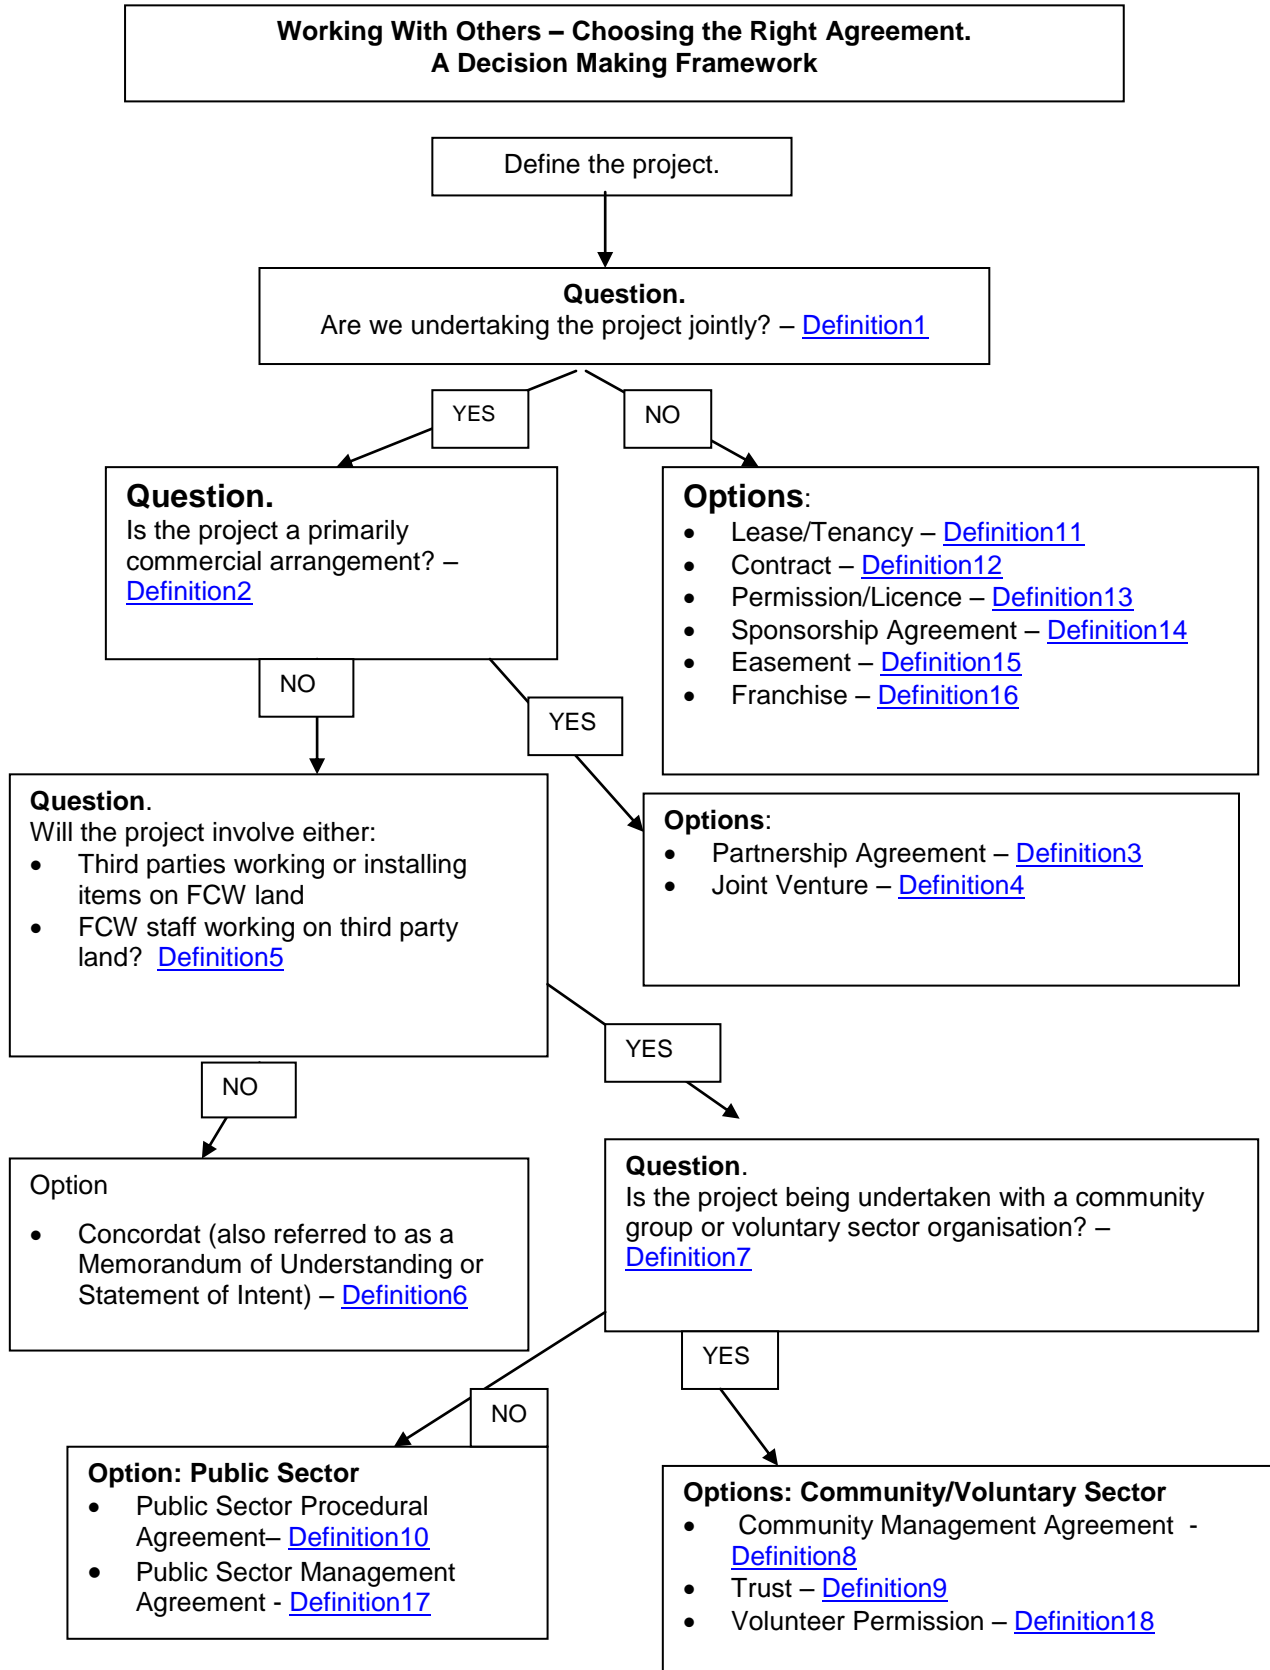 Working With Others – Choosing the Right Agreement.
A Decision Making Framework
Define the project.
Question.
Are we undertaking the project jointly? – Definition1
YES
NO
Question.
Is the project a primarily
commercial arrangement? –
Definition2
Options:
• Lease/Tenancy – Definition11
• Contract – Definition12
• Permission/Licence – Definition13
• Sponsorship Agreement – Definition14
• Easement – Definition15
• Franchise – Definition16
NO
YES
Question.
Will the project involve either:
• Third parties working or installing
items on FCW land
• FCW staff working on third party
land? Definition5
Options:
• Partnership Agreement – Definition3
• Joint Venture – Definition4
NO
YES
Option
• Concordat (also referred to as a
Memorandum of Understanding or
Statement of Intent) – Definition6
Question.
Is the project being undertaken with a community
group or voluntary sector organisation? –
Definition7
NO
YES
Option: Public Sector
• Public Sector Procedural
Agreement– Definition10
• Public Sector Management
Agreement - Definition17
Options: Community/Voluntary Sector
• Community Management Agreement -
Definition8
• Trust – Definition9
• Volunteer Permission – Definition18